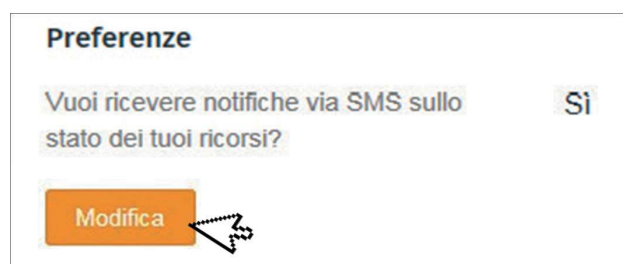 Preferenze
Vuoi ricevere notifiche via SMS sullo Sì
stato dei tuoi ricorsi?
Modifica